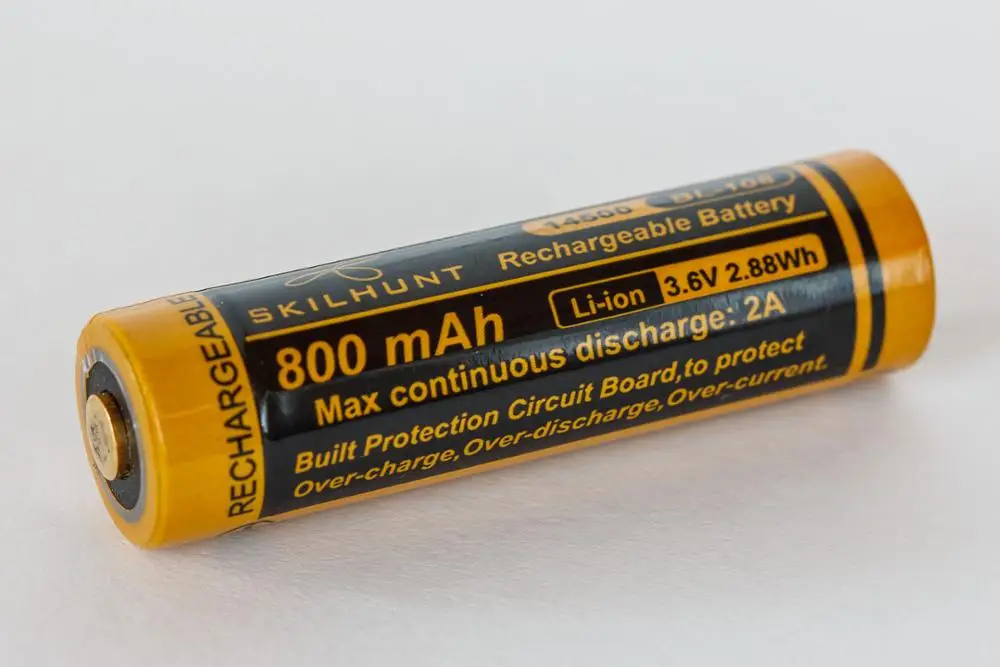 RECHARGEABLE
SKILHUNT
14500 BL-108
Rechargeable Battery
800 mAh
Li-ion 3.6V 2.88Wh
Max continuous discharge: 2A
Built Protection Circuit Board,to protect
Over-charge,Over-discharge,Over-current.